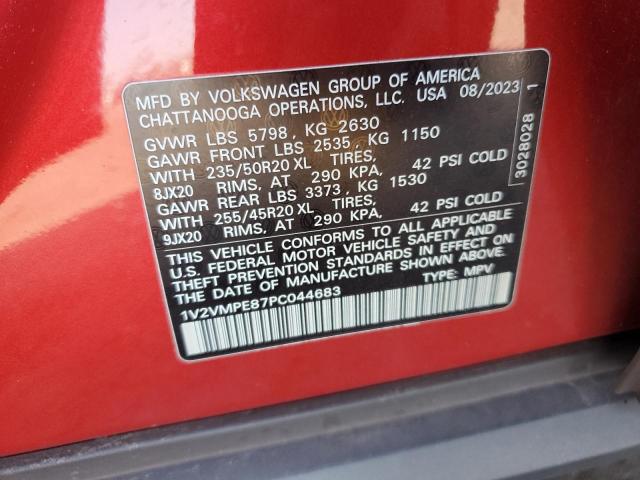 MFD BY VOLKSWAGEN GROUP OF AMERICA
CHATTANOOGA OPERATIONS, LLC. USA 08/2023
GVWR LBS 5798, KG 2630
GAWR FRONT LBS 2535, KG 1150
WITH 235/50R20 XL TIRES,
8JX20 RIMS, AT 290 KPA, 42 PSI COLD
GAWR REAR LBS 3373, KG 1530
WITH 255/45R20 XL TIRES,
9JX20 RIMS, AT 290 KPA, 42 PSI COLD
THIS VEHICLE CONFORMS TO ALL APPLICABLE
U.S. FEDERAL MOTOR VEHICLE SAFETY AND
THEFT PREVENTION STANDARDS IN EFFECT ON
THE DATE OF MANUFACTURE SHOWN ABOVE.
1V2VMPE87PC044683 TYPE: MPV
3028028 1